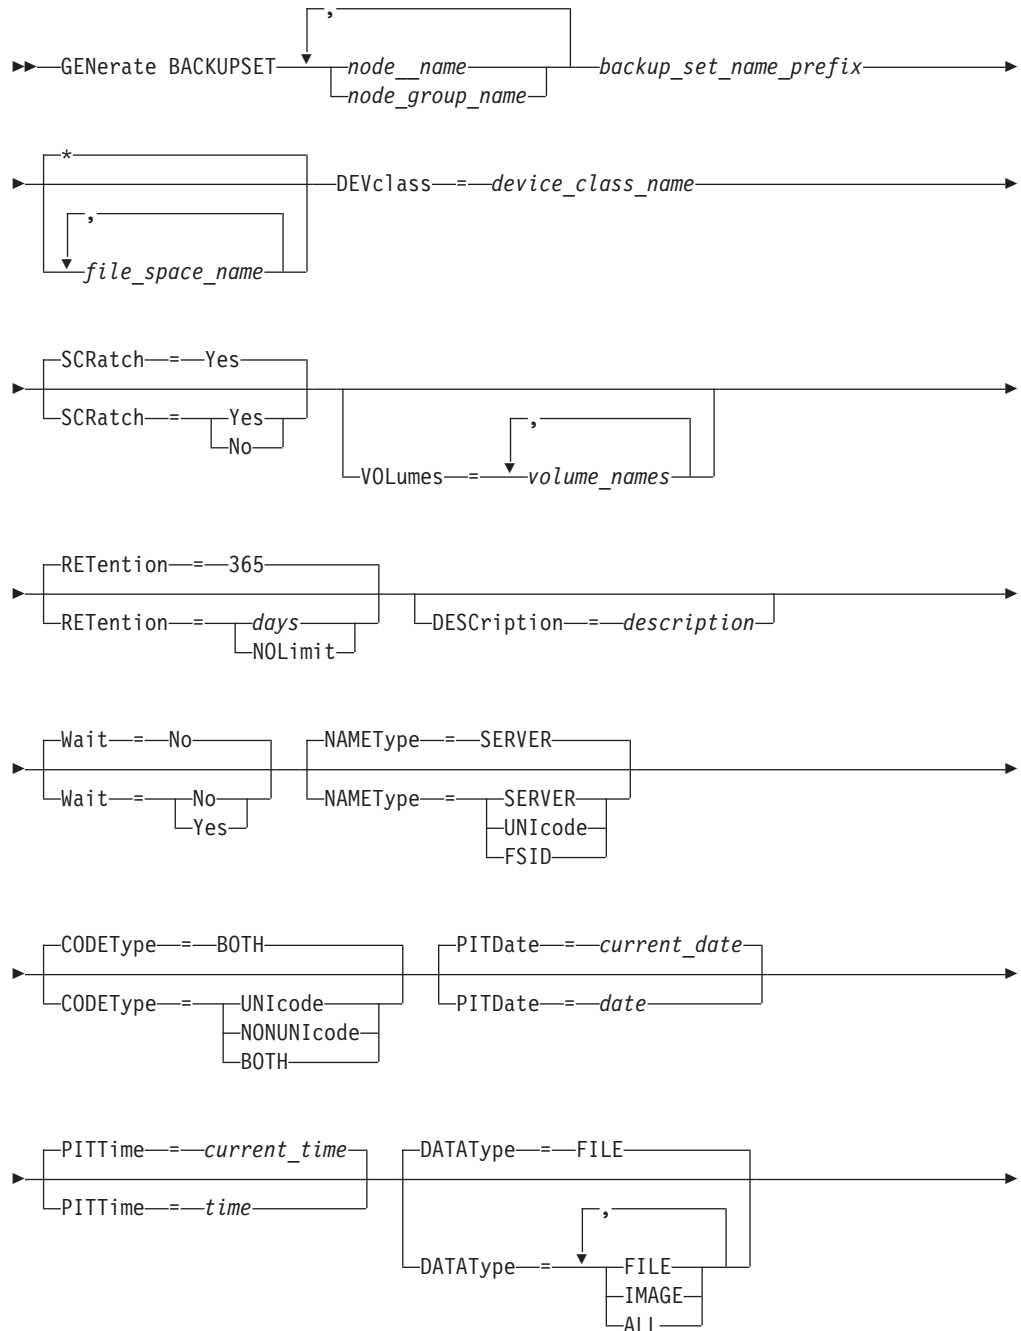 ,
GENerate BACKUPSET node__name backup_set_name_prefix
node_group_name
*
DEVclass = device_class_name
,
file_space_name
SCRatch = Yes
SCRatch = Yes
No
,
VOLumes = volume_names
RETention = 365
RETention = days
NOLimit
DESCription = description
Wait = No NAMEType = SERVER
Wait = No NAMEType = SERVER
Yes UNIcode
FSID
CODEType = BOTH PITDate = current_date
CODEType = UNIcode PITDate = date
NONUNIcode
BOTH
PITTime = current_time DATAType = FILE
PITTime = time
,
DATAType = FILE
IMAGE
ALL